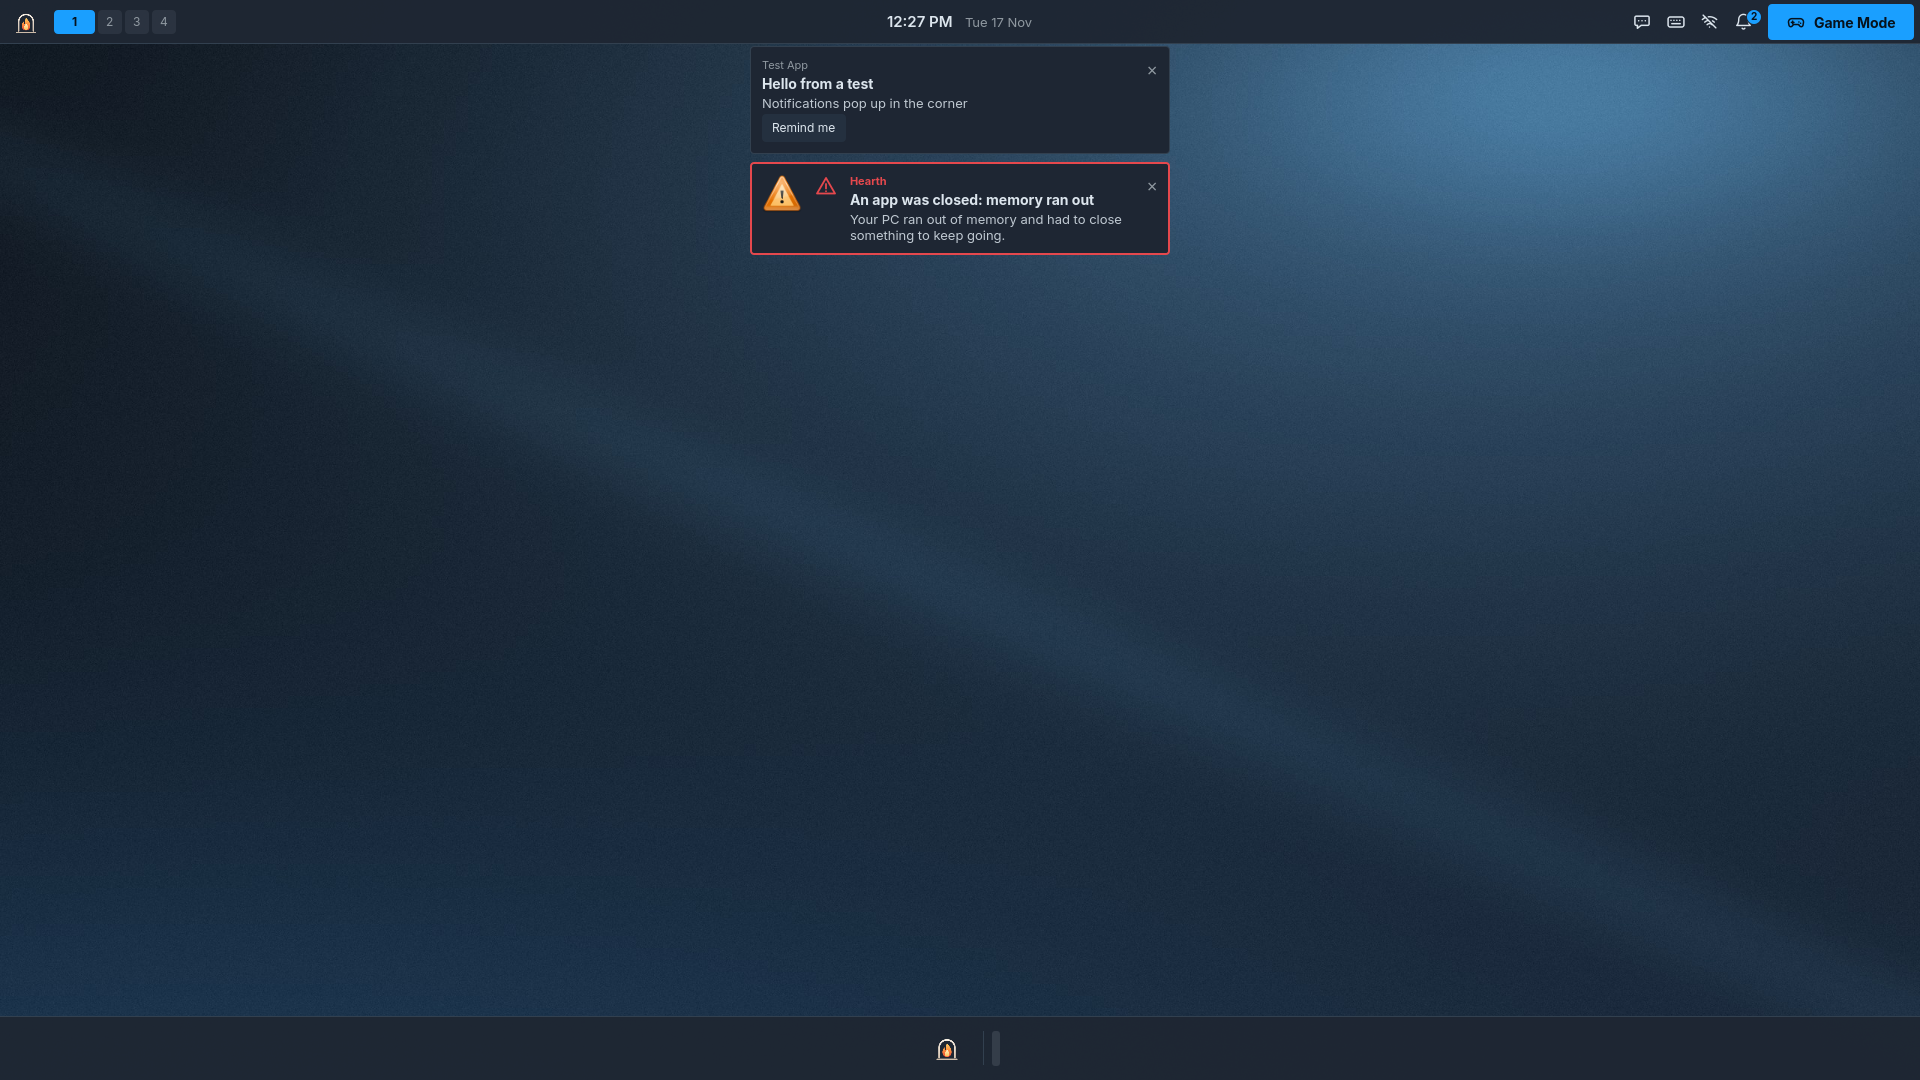 1 2 3 4
12:27 PM Tue 17 Nov
2
Game Mode
Test App
Hello from a test
Notifications pop up in the corner
Remind me
Hearth
An app was closed: memory ran out
Your PC ran out of memory and had to close
something to keep going.